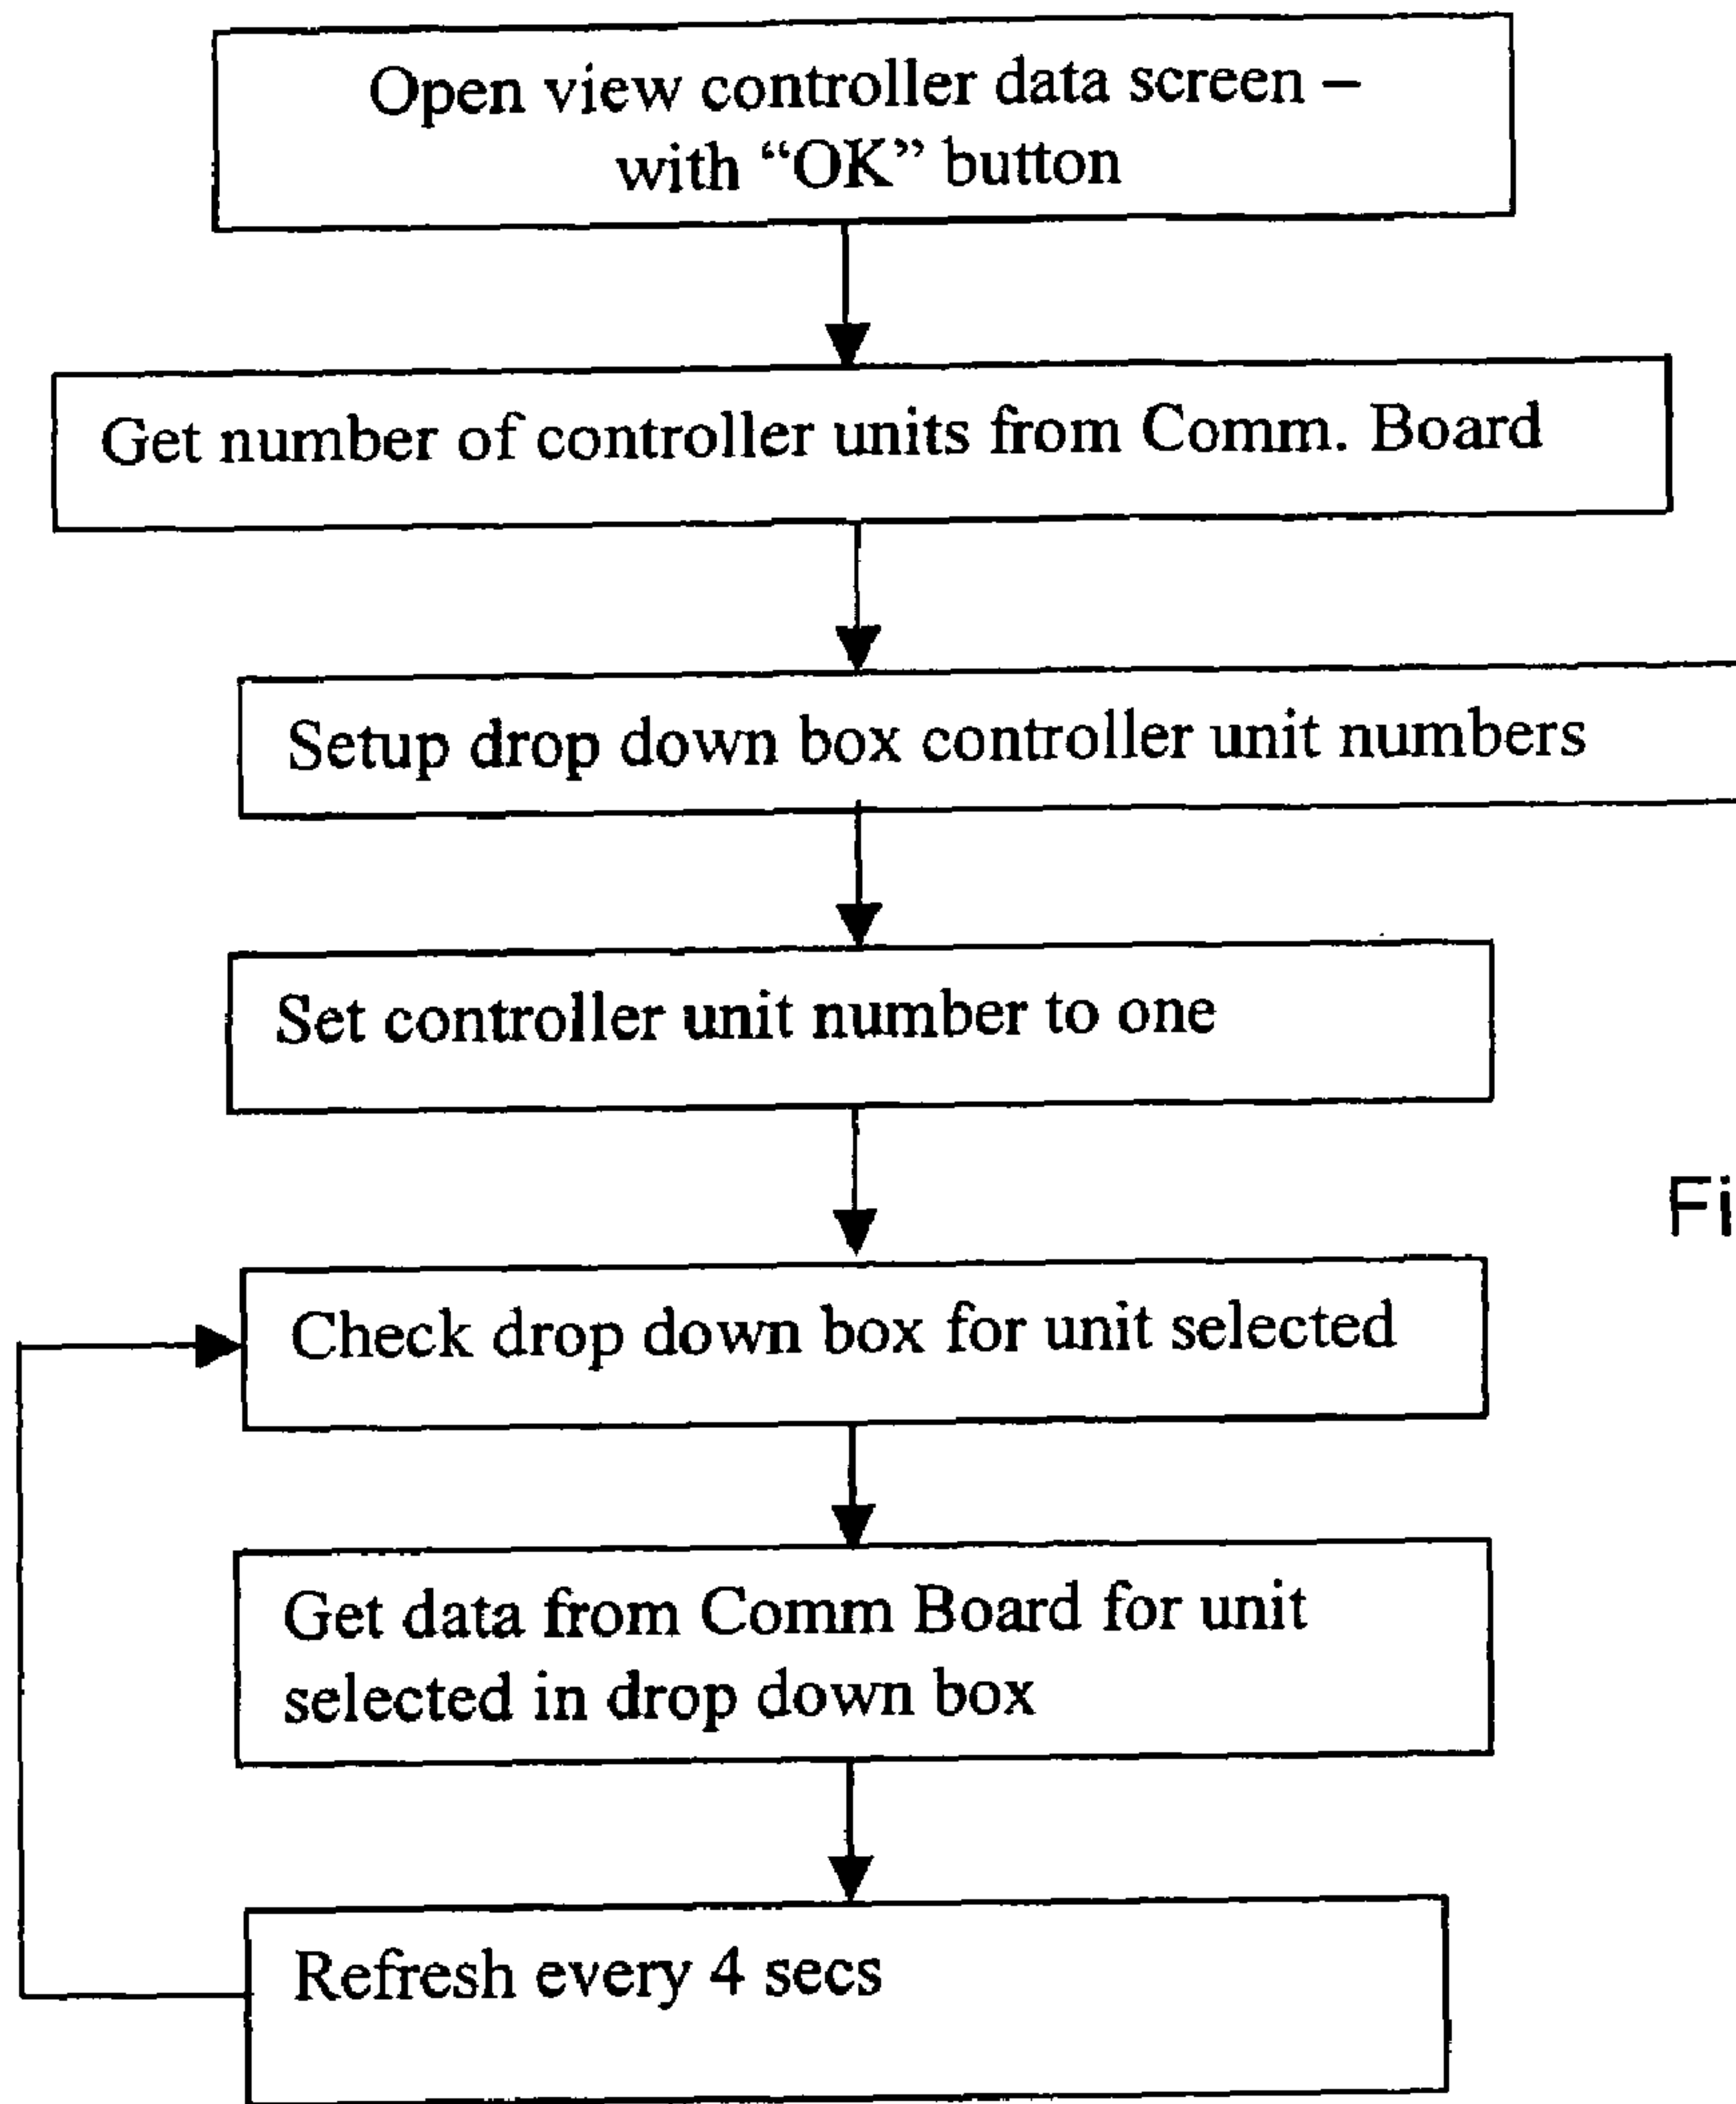 Open view controller data screen –
with “OK” button
Get number of controller units from Comm. Board
Setup drop down box controller unit numbers
Set controller unit number to one
Fi
Check drop down box for unit selected
Get data from Comm Board for unit
selected in drop down box
Refresh every 4 secs